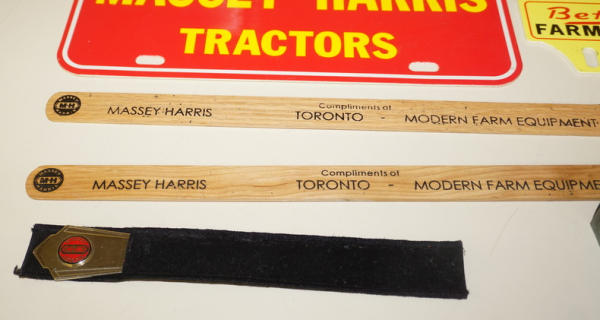 MASSEY HARRIS
TRACTORS
FARM
M-H MASSEY HARRIS Compliments of TORONTO - MODERN FARM EQUIPMENT
M-H MASSEY HARRIS Compliments of TORONTO - MODERN FARM EQUIPME